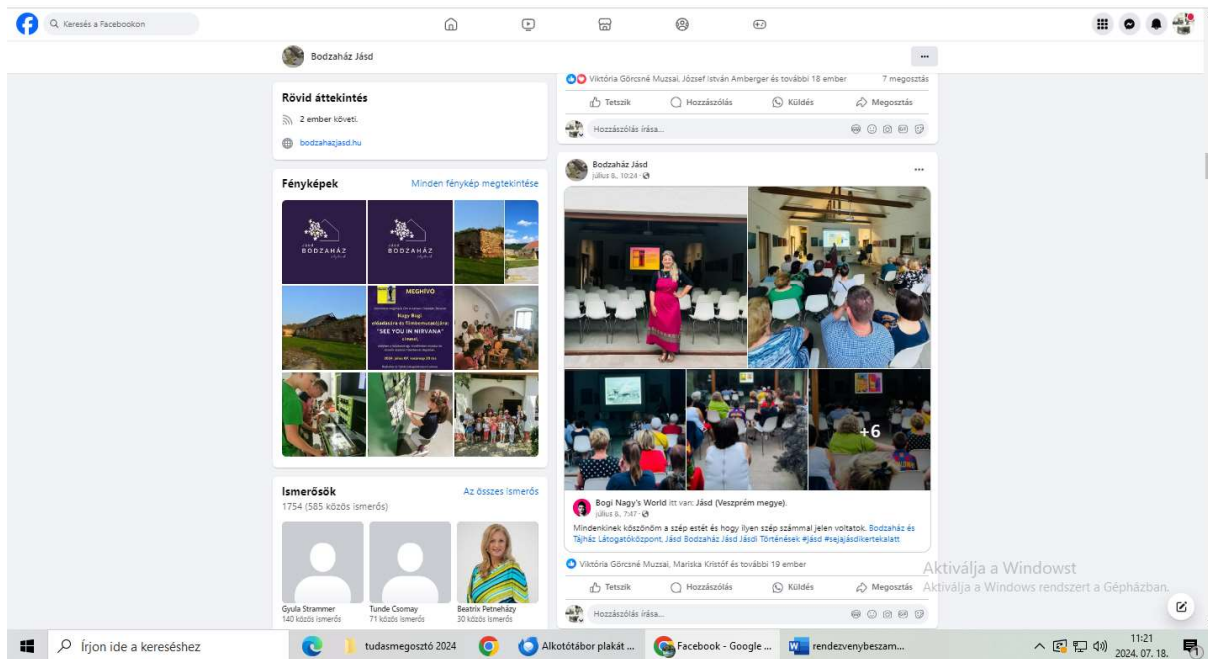 Keresés a Facebookon
Bodzaház Jásd
Rövid áttekintés
2 ember követi.
bodzahazjasd.hu
Fényképek
Minden fénykép megtekintése
JÁSD
BODZAHÁZ
JÁSD
BODZAHÁZ
MEGHÍVÓ
Nagy Bogi
előadására és filmbemutatójára:
"SEE YOU IN NIRVANA"
Ismerősök
Az összes ismerős
1754 (585 közös ismerős)
Gyula Strammer
140 közös ismerős
Tunde Csomay
71 közös ismerős
Beatrix Petneházy
30 közös ismerős
Viktória Görcsné Muzsai, József István Amberger és további 18 ember
7 megosztás
Tetszik
Hozzászólás
Küldés
Megosztás
Hozzászólás írása...
Bodzaház Jásd
július 8., 10:24 ·
+6
Bogi Nagy's World itt van: Jásd (Veszprém megye).
július 8., 7:47 ·
Mindenkinek köszönöm a szép estét és hogy ilyen szép számmal jelen voltatok. Bodzaház és
Tájház Látogatóközpont, Jásd Bodzaház Jásd Jásdi Történések #jásd #sejajásdikertekalatt
Viktória Görcsné Muzsai, Mariska Kristóf és további 19 ember
Tetszik
Hozzászólás
Küldés
Megosztás
Hozzászólás írása...
Aktiválja a Windowst
Aktiválja a Windows rendszert a Gépházban.
Írjon ide a kereséshez
tudasmegosztó 2024
Alkotótábor plakát ...
Facebook - Google ...
rendezvenybeszam...
11:21
2024. 07. 18.